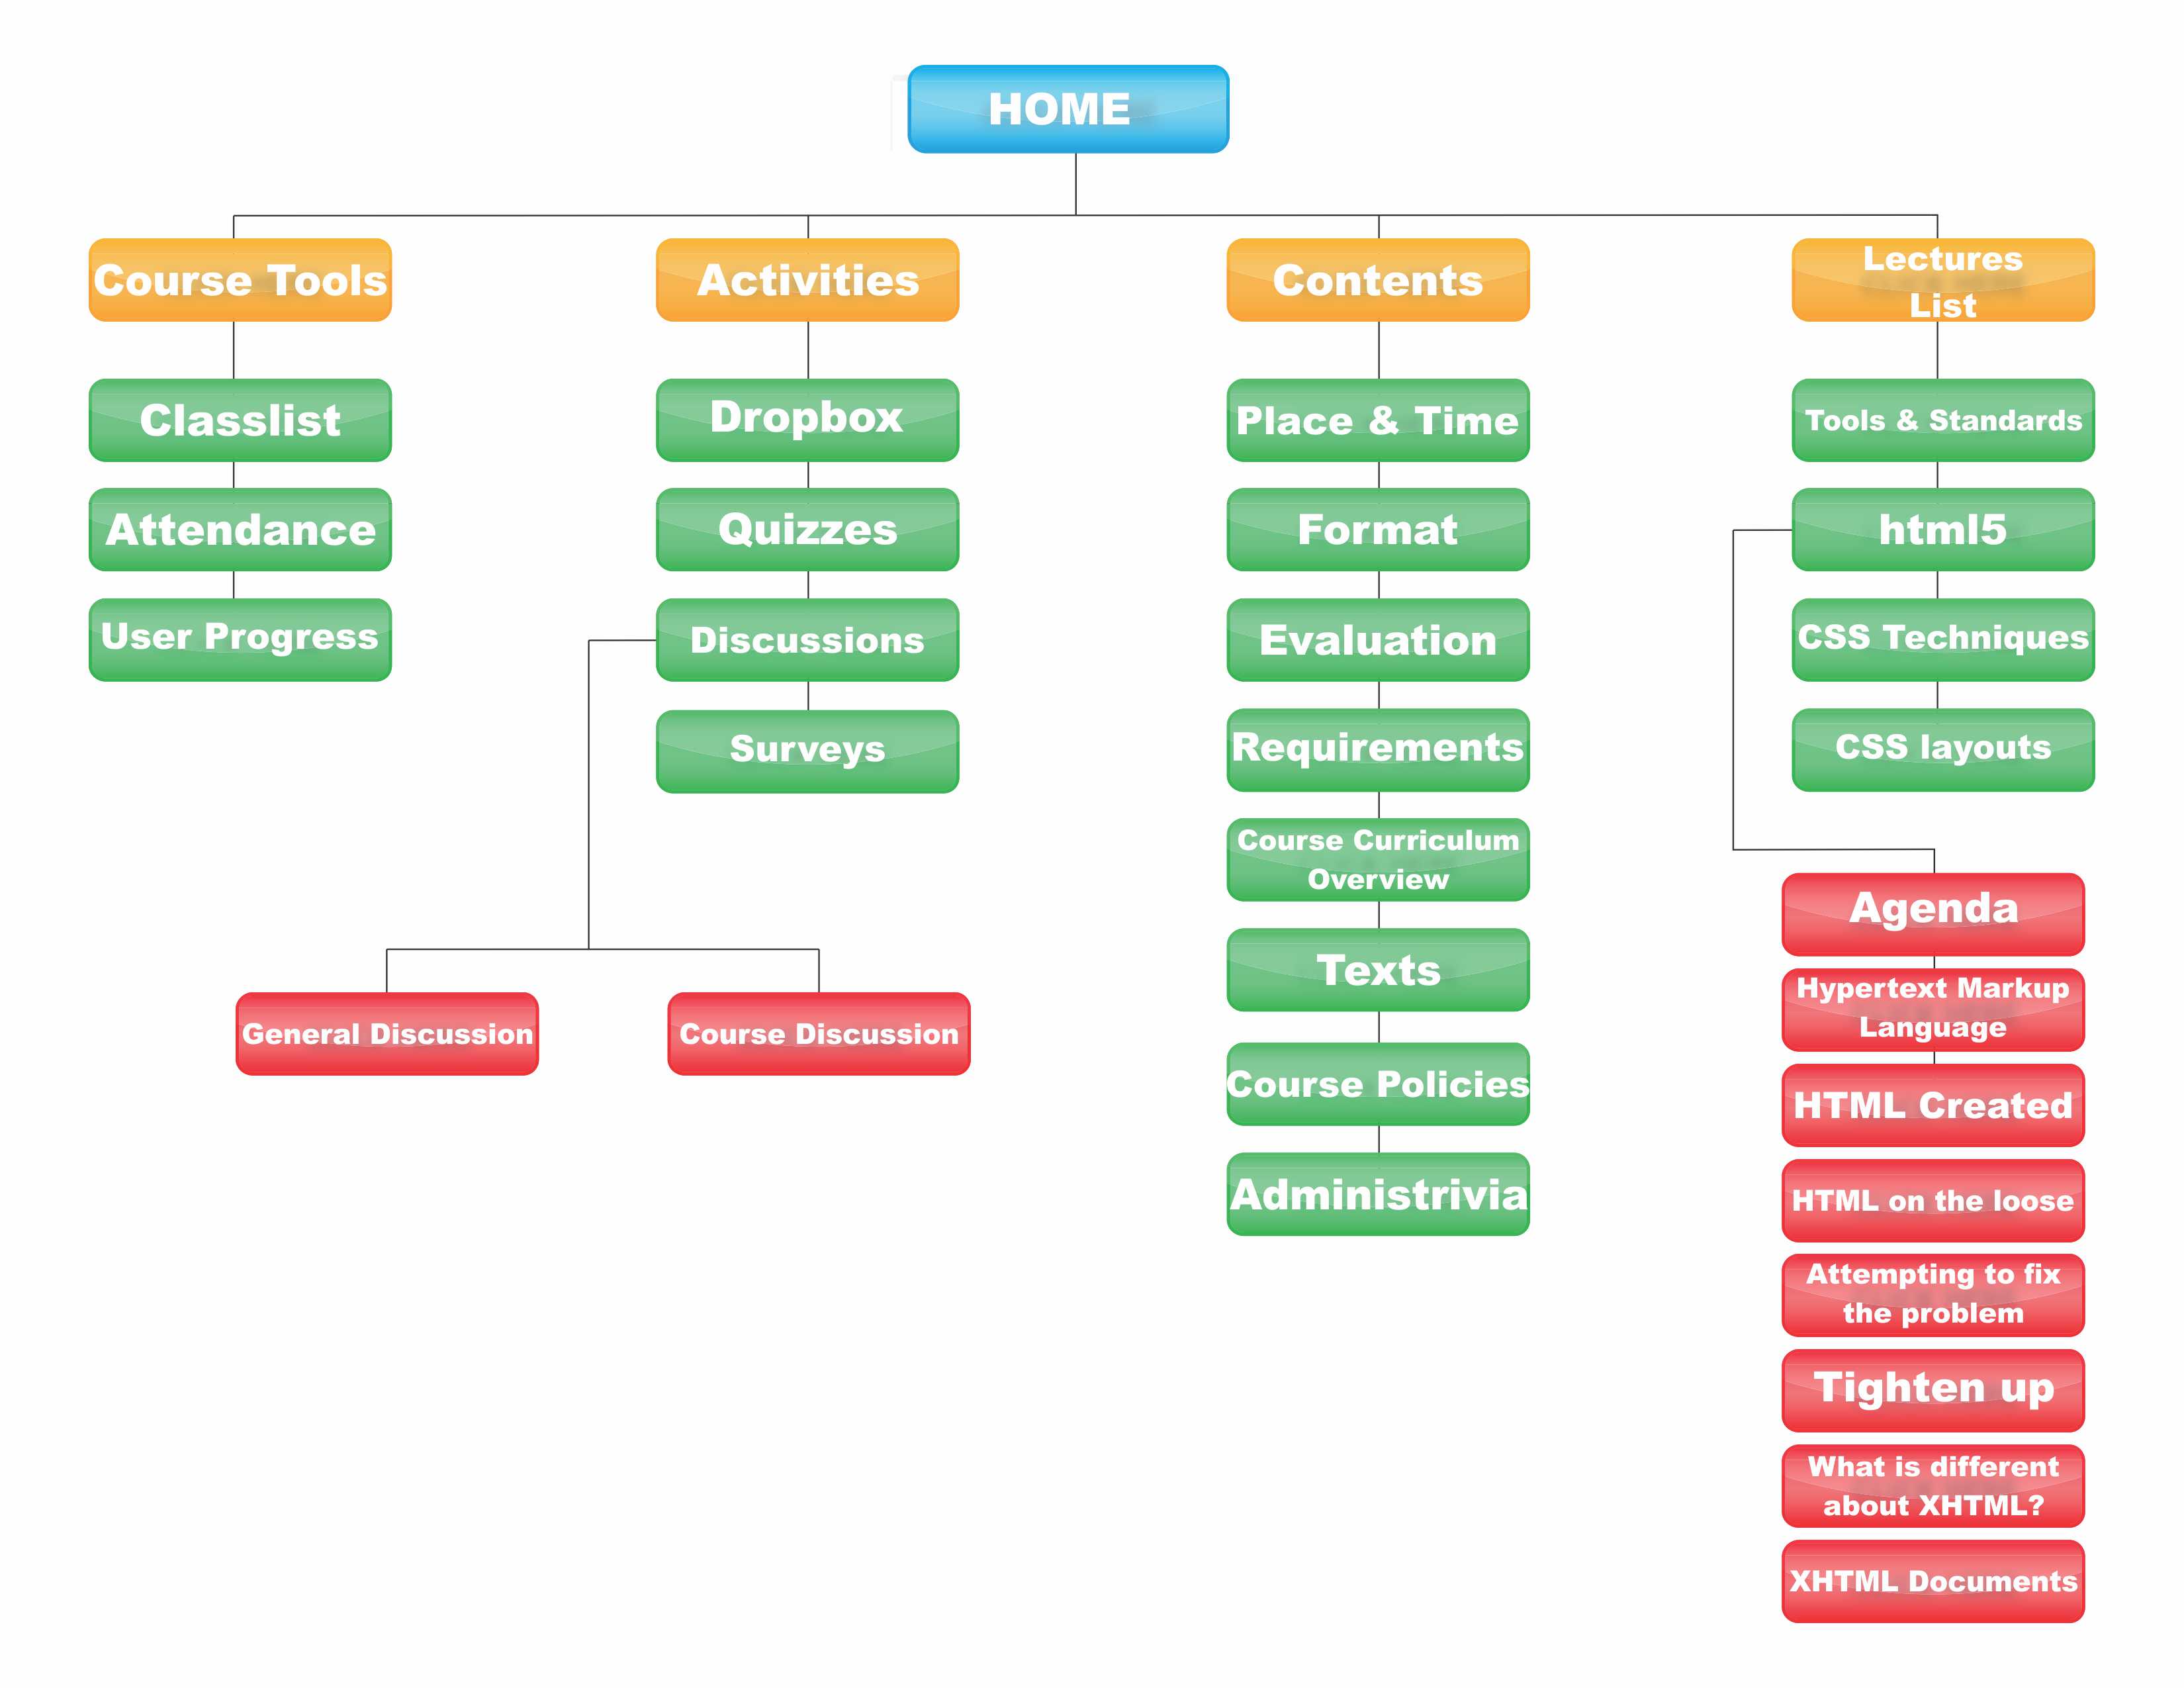 HOME
Course Tools
Activities
Contents
Lectures
List
Classlist
Dropbox
Place & Time
Tools & Standards
Attendance
Quizzes
Format
html5
User Progress
Discussions
Evaluation
CSS Techniques
Surveys
Requirements
CSS layouts
Course Curriculum
Overview
Agenda
Texts
Hypertext Markup
Language
General Discussion
Course Discussion
Course Policies
HTML Created
Administrivia
HTML on the loose
Attempting to fix
the problem
Tighten up
What is different
about XHTML?
XHTML Documents